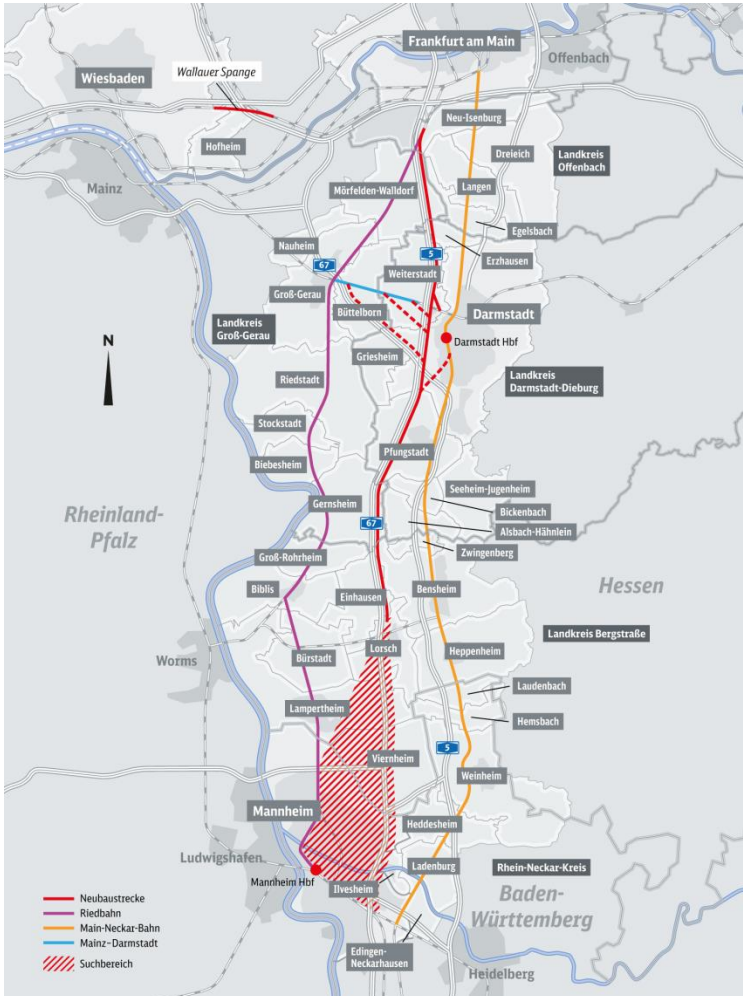 Frankfurt am Main
Offenbach
Wiesbaden
Wallauer Spange
Neu-Isenburg
Hofheim
Dreieich
Landkreis
Offenbach
Mainz
Mörfelden-Walldorf
Langen
Egelsbach
Nauheim
5
Erzhausen
67
Weiterstadt
Groß-Gerau
Büttelborn
Darmstadt
Landkreis
Groß-Gerau
Darmstadt Hbf
N
Griesheim
Riedstadt
Landkreis
Darmstadt-Dieburg
Stockstadt
Pfungstadt
Biebesheim
Seeheim-Jugenheim
Gernsheim
Bickenbach
Rheinland-
Pfalz
67
Alsbach-Hähnlein
Groß-Rohrheim
Zwingenberg
Biblis
Einhausen
Bensheim
Hessen
Landkreis Bergstraße
Lorsch
Heppenheim
Worms
Bürstadt
Laudenbach
Lampertheim
Hemsbach
5
Viernheim
Weinheim
Mannheim
Heddesheim
Ludwigshafen
Ladenburg
Rhein-Neckar-Kreis
Mannheim Hbf
Ilvesheim
Baden-
Württemberg
Neubaustrecke
Riedbahn
Main-Neckar-Bahn
Mainz–Darmstadt
Suchbereich
Edingen-
Neckarhausen
Heidelberg